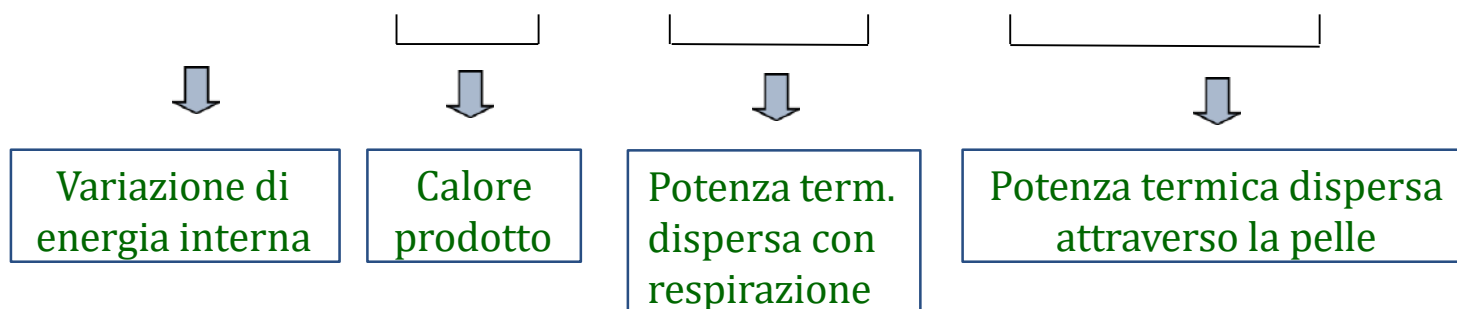 Variazione di
energia interna
Calore
prodotto
Potenza term.
dispersa con
respirazione
Potenza termica dispersa
attraverso la pelle